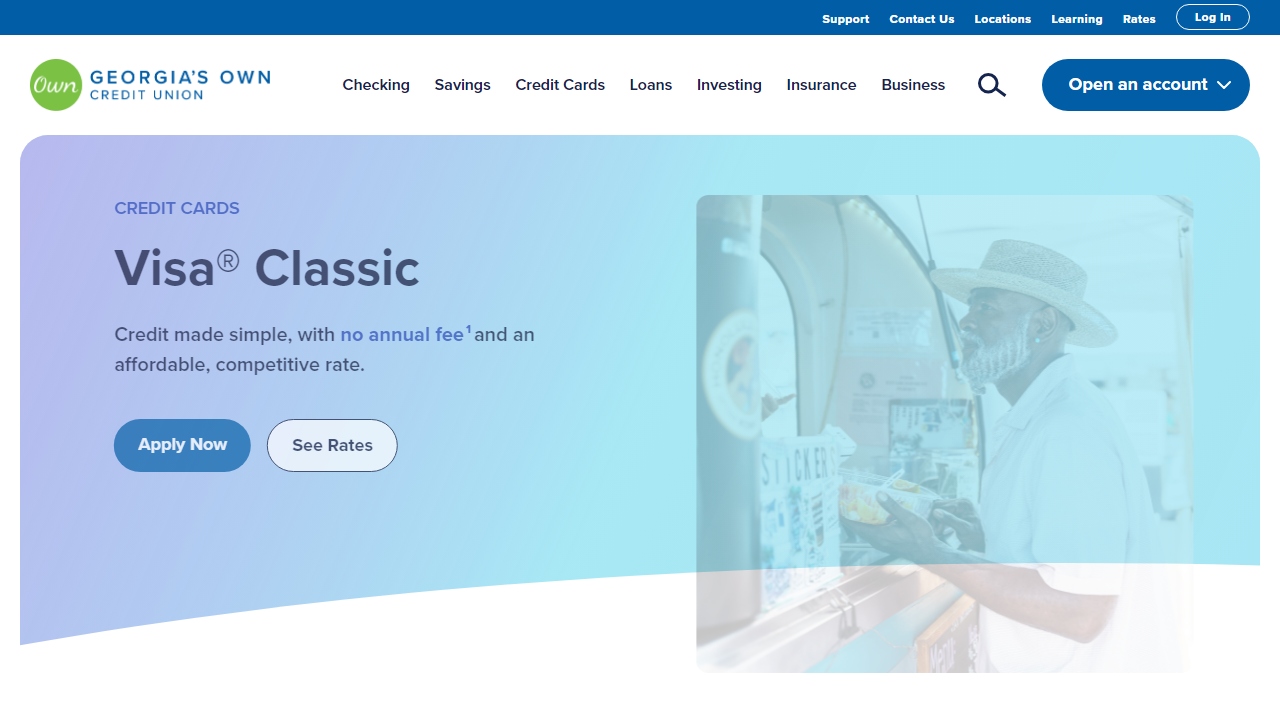 Support Contact Us Locations Learning Rates Log In
Own GEORGIA'S OWN
CREDIT UNION
Checking Savings Credit Cards Loans Investing Insurance Business Open an account
CREDIT CARDS
Visa® Classic
Credit made simple, with no annual fee¹ and an
affordable, competitive rate.
Apply Now See Rates
STICKERS